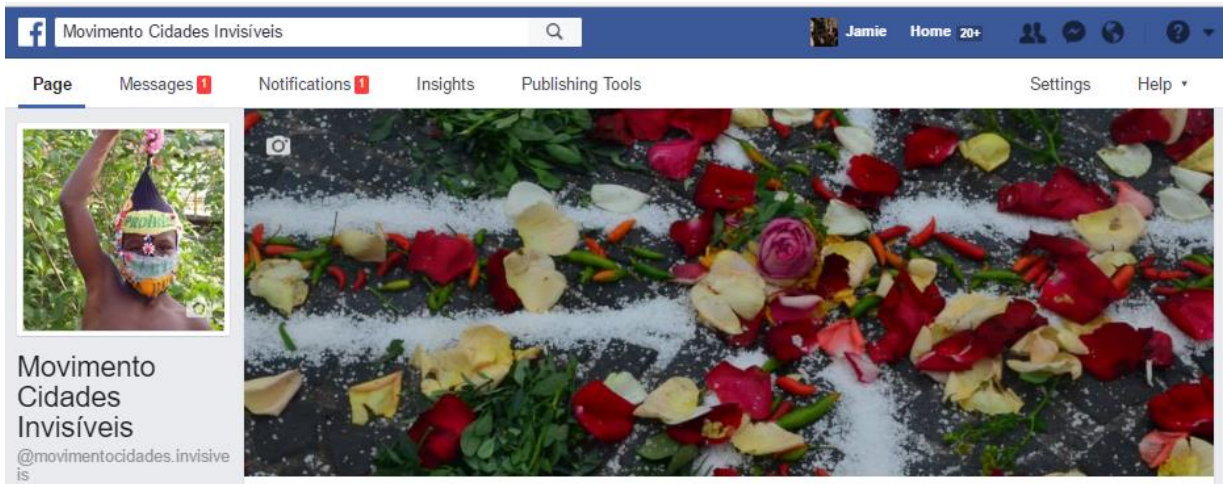 f Movimento Cidades Invisíveis Jamie Home 20+ ?
Page Messages 1 Notifications 1 Insights Publishing Tools Settings Help
PROIBI
Movimento
Cidades
Invisíveis
@movimentocidades.invisive
is